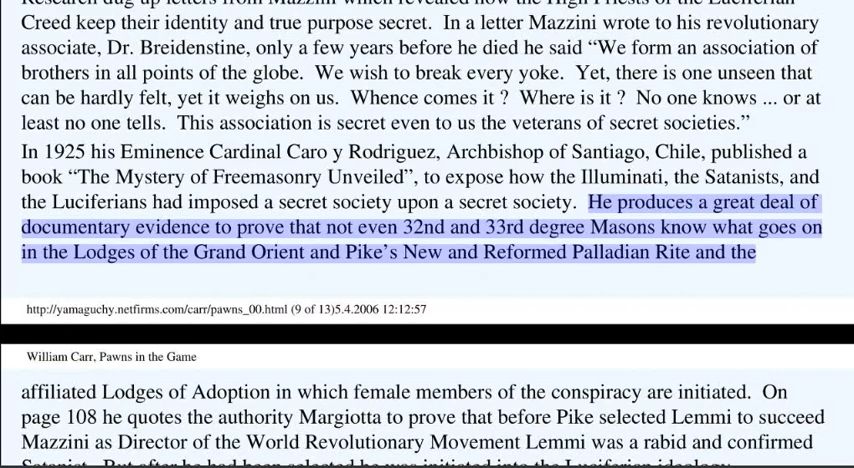 Creed keep their identity and true purpose secret.  In a letter Mazzini wrote to his revolutionary
associate, Dr. Breidenstine, only a few years before he died he said “We form an association of
brothers in all points of the globe.  We wish to break every yoke.  Yet, there is one unseen that
can be hardly felt, yet it weighs on us.  Whence comes it ?  Where is it ?  No one knows ... or at
least no one tells.  This association is secret even to us the veterans of secret societies.”
In 1925 his Eminence Cardinal Caro y Rodriguez, Archbishop of Santiago, Chile, published a
book “The Mystery of Freemasonry Unveiled”, to expose how the Illuminati, the Satanists, and
the Luciferians had imposed a secret society upon a secret society.  He produces a great deal of
documentary evidence to prove that not even 32nd and 33rd degree Masons know what goes on
in the Lodges of the Grand Orient and Pike’s New and Reformed Palladian Rite and the
http://yamaguchy.netfirms.com/carr/pawns_00.html (9 of 13)5.4.2006 12:12:57
William Carr, Pawns in the Game
affiliated Lodges of Adoption in which female members of the conspiracy are initiated.  On
page 108 he quotes the authority Margiotta to prove that before Pike selected Lemmi to succeed
Mazzini as Director of the World Revolutionary Movement Lemmi was a rabid and confirmed